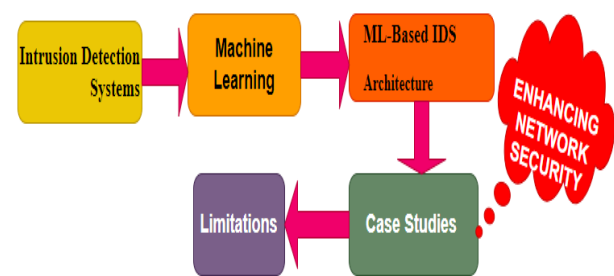 Intrusion Detection
Systems
Machine
Learning
ML-Based IDS
Architecture
ENHANCING
NETWORK
SECURITY
Limitations
Case Studies